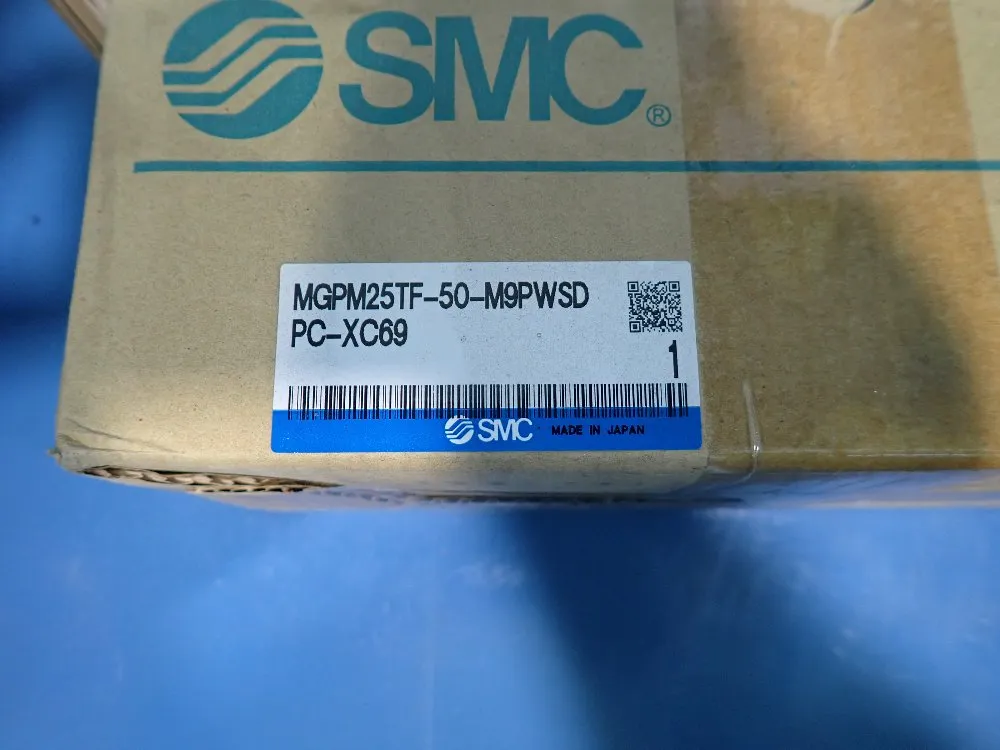 SMC®
MGPM25TF-50-M9PWSD
PC-XC69
1
SMC MADE IN JAPAN